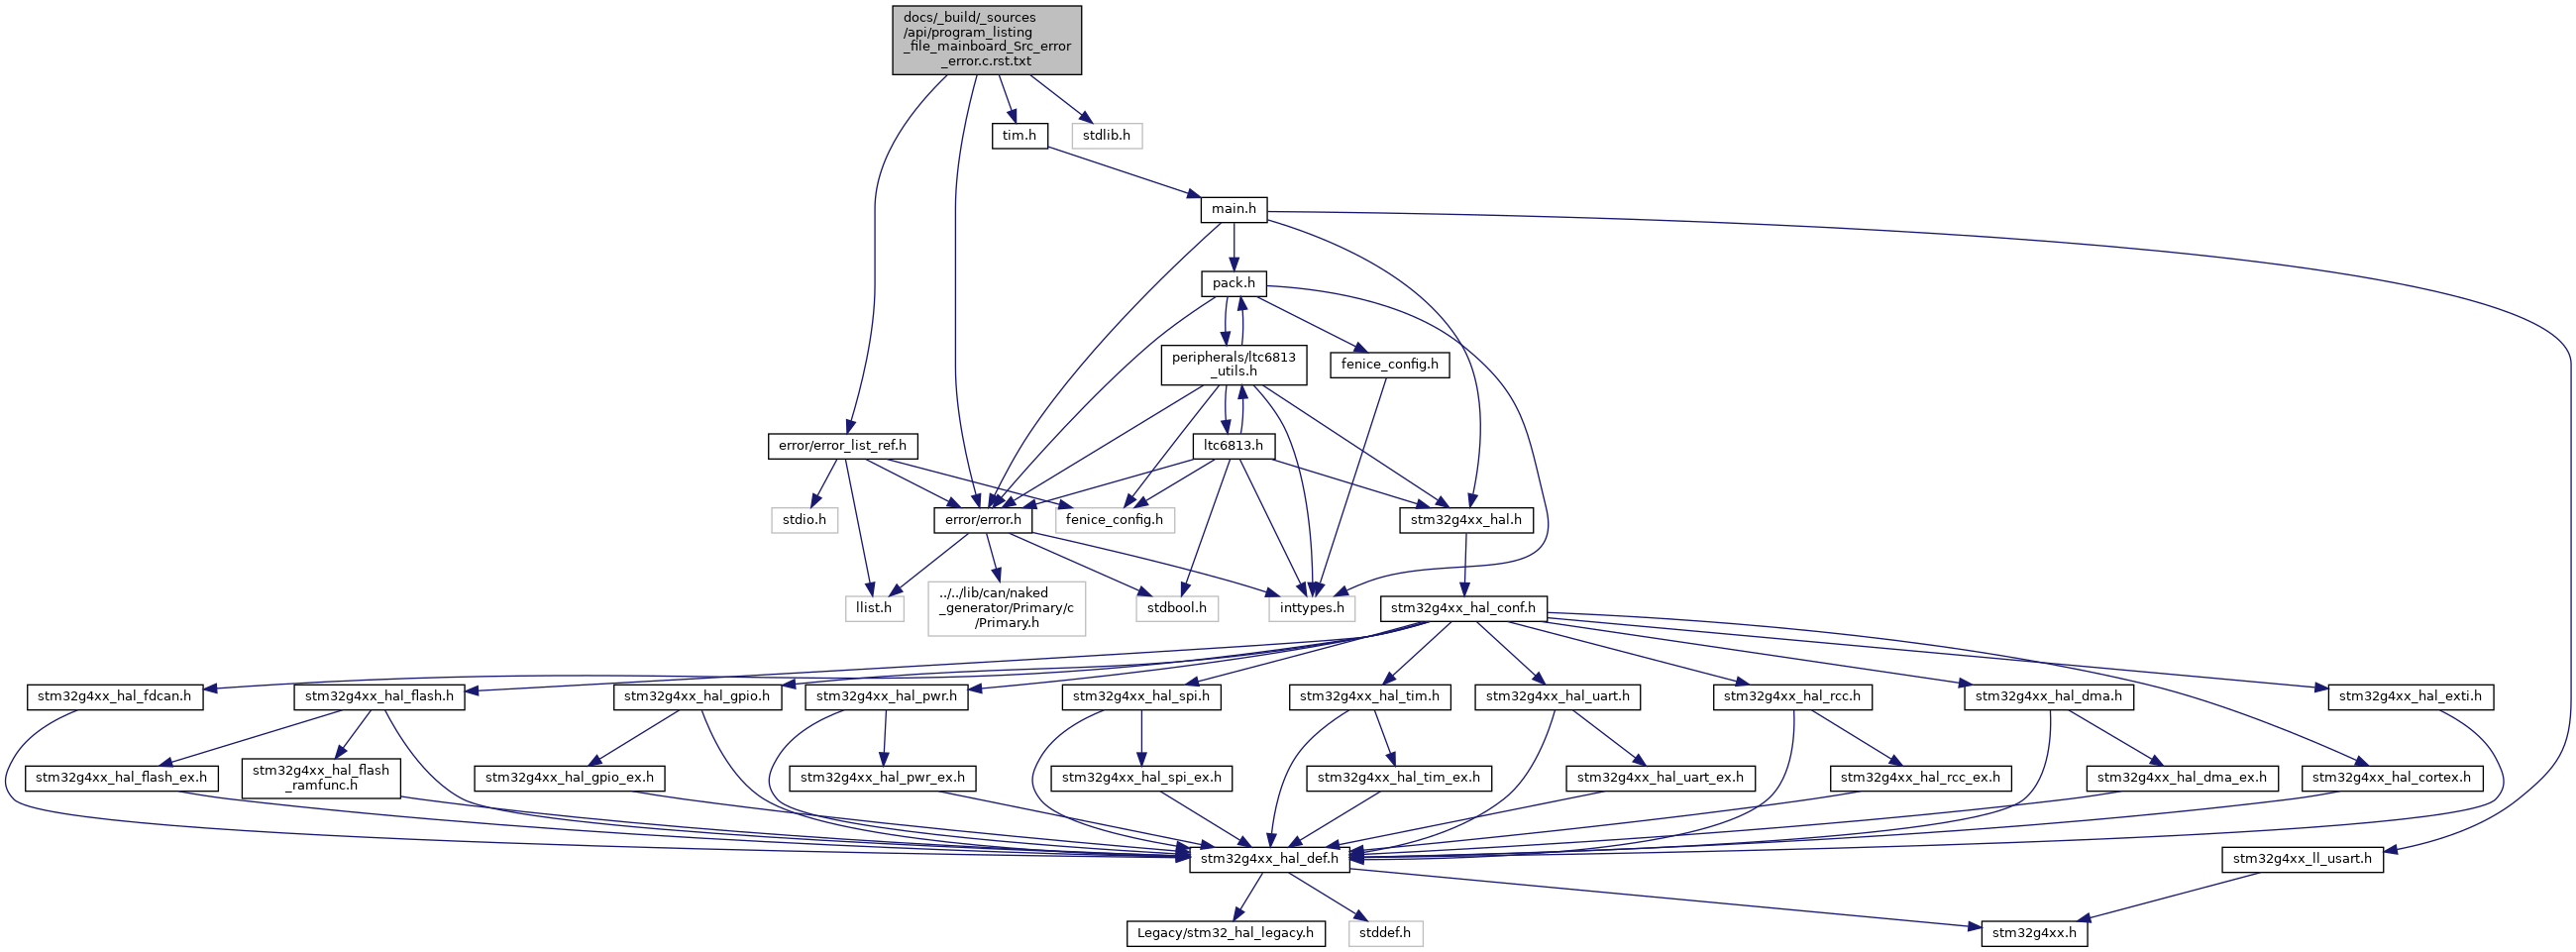 docs/_build/_sources
/api/program_listing
_file_mainboard_Src_error
_error.c.rst.txt
tim.h
stdlib.h
main.h
pack.h
peripherals/ltc6813
_utils.h
fenice_config.h
error/error_list_ref.h
ltc6813.h
stdio.h
error/error.h
fenice_config.h
stm32g4xx_hal.h
llist.h
../../lib/can/naked
_generator/Primary/c
/Primary.h
stdbool.h
inttypes.h
stm32g4xx_hal_conf.h
stm32g4xx_hal_fdcan.h
stm32g4xx_hal_flash.h
stm32g4xx_hal_gpio.h
stm32g4xx_hal_pwr.h
stm32g4xx_hal_spi.h
stm32g4xx_hal_tim.h
stm32g4xx_hal_uart.h
stm32g4xx_hal_rcc.h
stm32g4xx_hal_dma.h
stm32g4xx_hal_exti.h
stm32g4xx_hal_flash_ex.h
stm32g4xx_hal_flash
_ramfunc.h
stm32g4xx_hal_gpio_ex.h
stm32g4xx_hal_pwr_ex.h
stm32g4xx_hal_spi_ex.h
stm32g4xx_hal_tim_ex.h
stm32g4xx_hal_uart_ex.h
stm32g4xx_hal_rcc_ex.h
stm32g4xx_hal_dma_ex.h
stm32g4xx_hal_cortex.h
stm32g4xx_hal_def.h
stm32g4xx_ll_usart.h
Legacy/stm32_hal_legacy.h
stddef.h
stm32g4xx.h